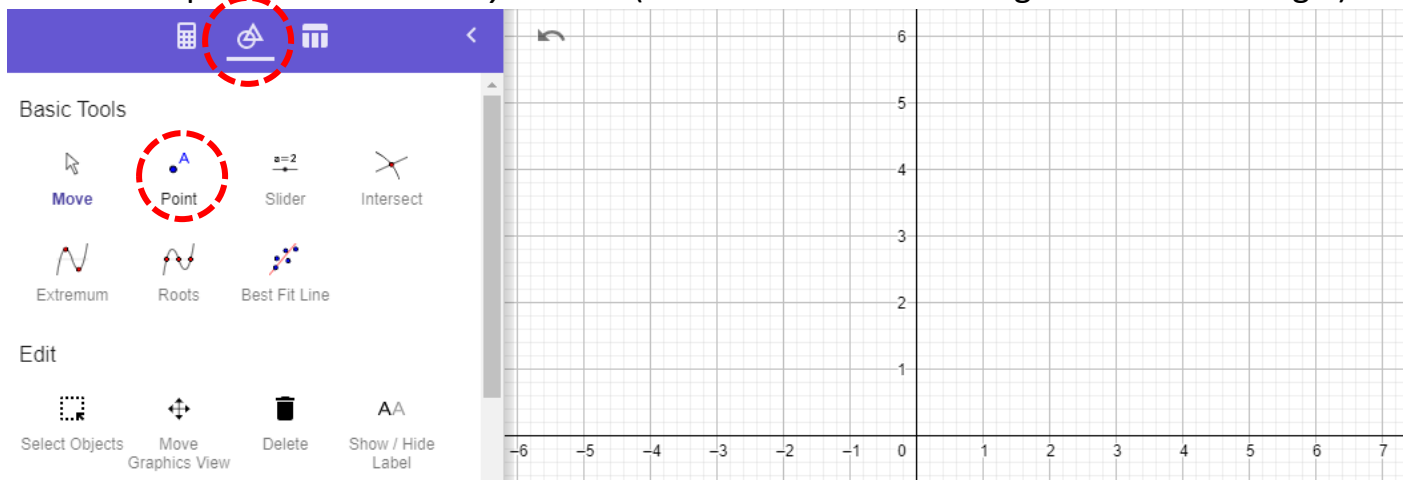 6
Basic Tools
5
A
a=2
4
Move
Point
Slider
Intersect
3
Extremum
Roots
Best Fit Line
2
Edit
1
AA
Select Objects
Move
Graphics View
Delete
Show / Hide
Label
−6 −5 −4 −3 −2 −1 0 1 2 3 4 5 6 7